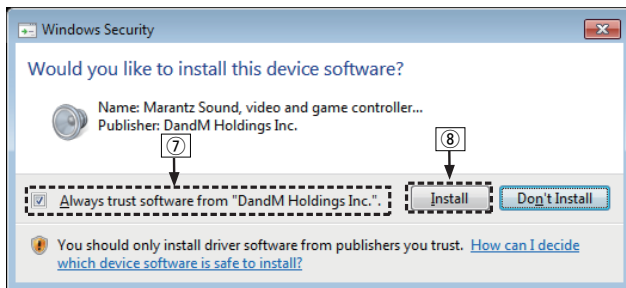 Windows Security
Would you like to install this device software?
Name: Marantz Sound, video and game controller...
Publisher: DandM Holdings Inc.
⑦
⑧
Always trust software from "DandM Holdings Inc.".
Install
Don't Install
You should only install driver software from publishers you trust. How can I decide
which device software is safe to install?